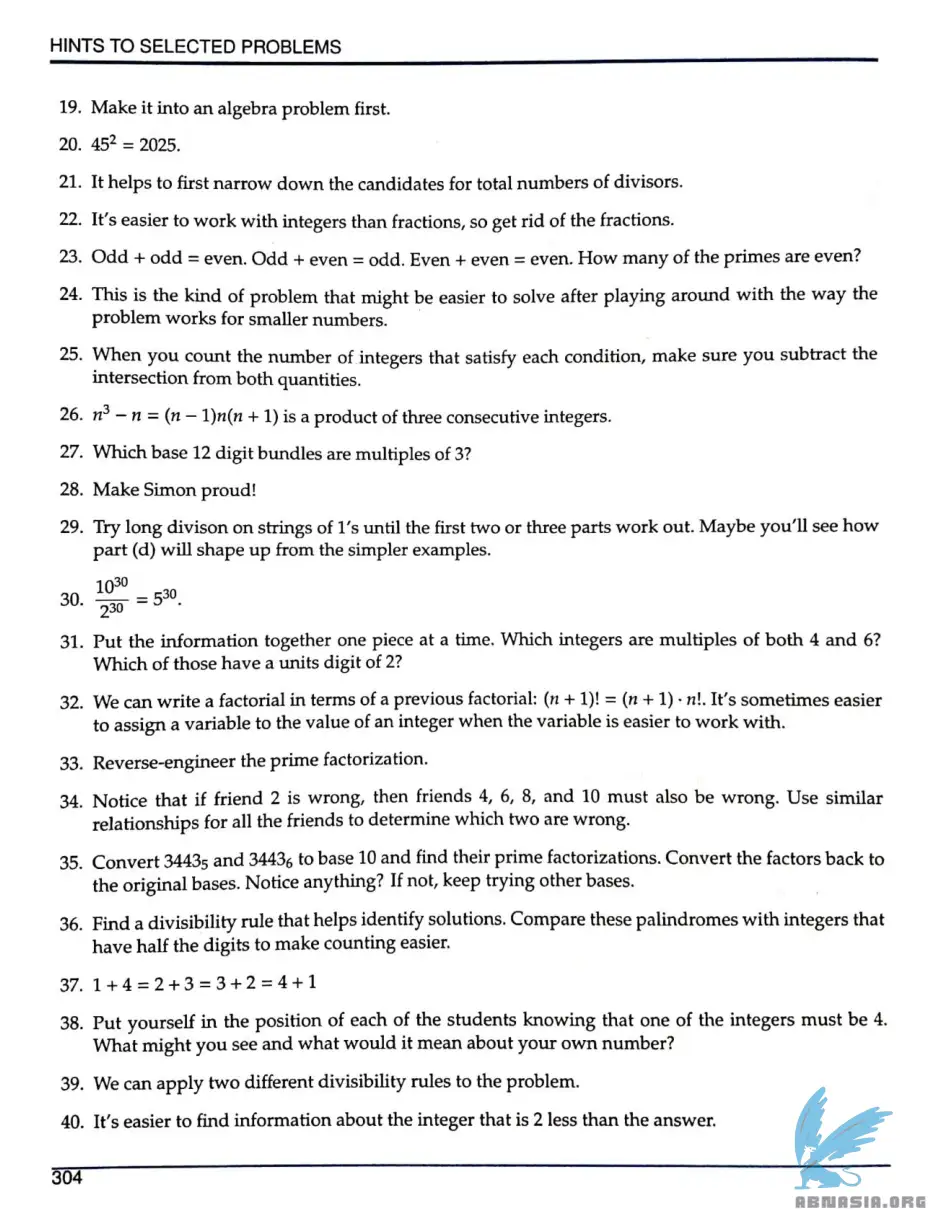 HINTS TO SELECTED PROBLEMS
19. Make it into an algebra problem first.
20. 45² = 2025.
21. It helps to first narrow down the candidates for total numbers of divisors.
22. It's easier to work with integers than fractions, so get rid of the fractions.
23. Odd + odd = even. Odd + even = odd. Even + even = even. How many of the primes are even?
24. This is the kind of problem that might be easier to solve after playing around with the way the
problem works for smaller numbers.
25. When you count the number of integers that satisfy each condition, make sure you subtract the
intersection from both quantities.
26. n³ − n = (n − 1)n(n + 1) is a product of three consecutive integers.
27. Which base 12 digit bundles are multiples of 3?
28. Make Simon proud!
29. Try long divison on strings of 1's until the first two or three parts work out. Maybe you'll see how
part (d) will shape up from the simpler examples.
30. 10³⁰/2³⁰ = 5³⁰.
31. Put the information together one piece at a time. Which integers are multiples of both 4 and 6?
Which of those have a units digit of 2?
32. We can write a factorial in terms of a previous factorial: (n + 1)! = (n + 1) · n!. It's sometimes easier
to assign a variable to the value of an integer when the variable is easier to work with.
33. Reverse-engineer the prime factorization.
34. Notice that if friend 2 is wrong, then friends 4, 6, 8, and 10 must also be wrong. Use similar
relationships for all the friends to determine which two are wrong.
35. Convert 3443₅ and 3443₆ to base 10 and find their prime factorizations. Convert the factors back to
the original bases. Notice anything? If not, keep trying other bases.
36. Find a divisibility rule that helps identify solutions. Compare these palindromes with integers that
have half the digits to make counting easier.
37. 1 + 4 = 2 + 3 = 3 + 2 = 4 + 1
38. Put yourself in the position of each of the students knowing that one of the integers must be 4.
What might you see and what would it mean about your own number?
39. We can apply two different divisibility rules to the problem.
40. It's easier to find information about the integer that is 2 less than the answer.
304
ABNASIA.ORG